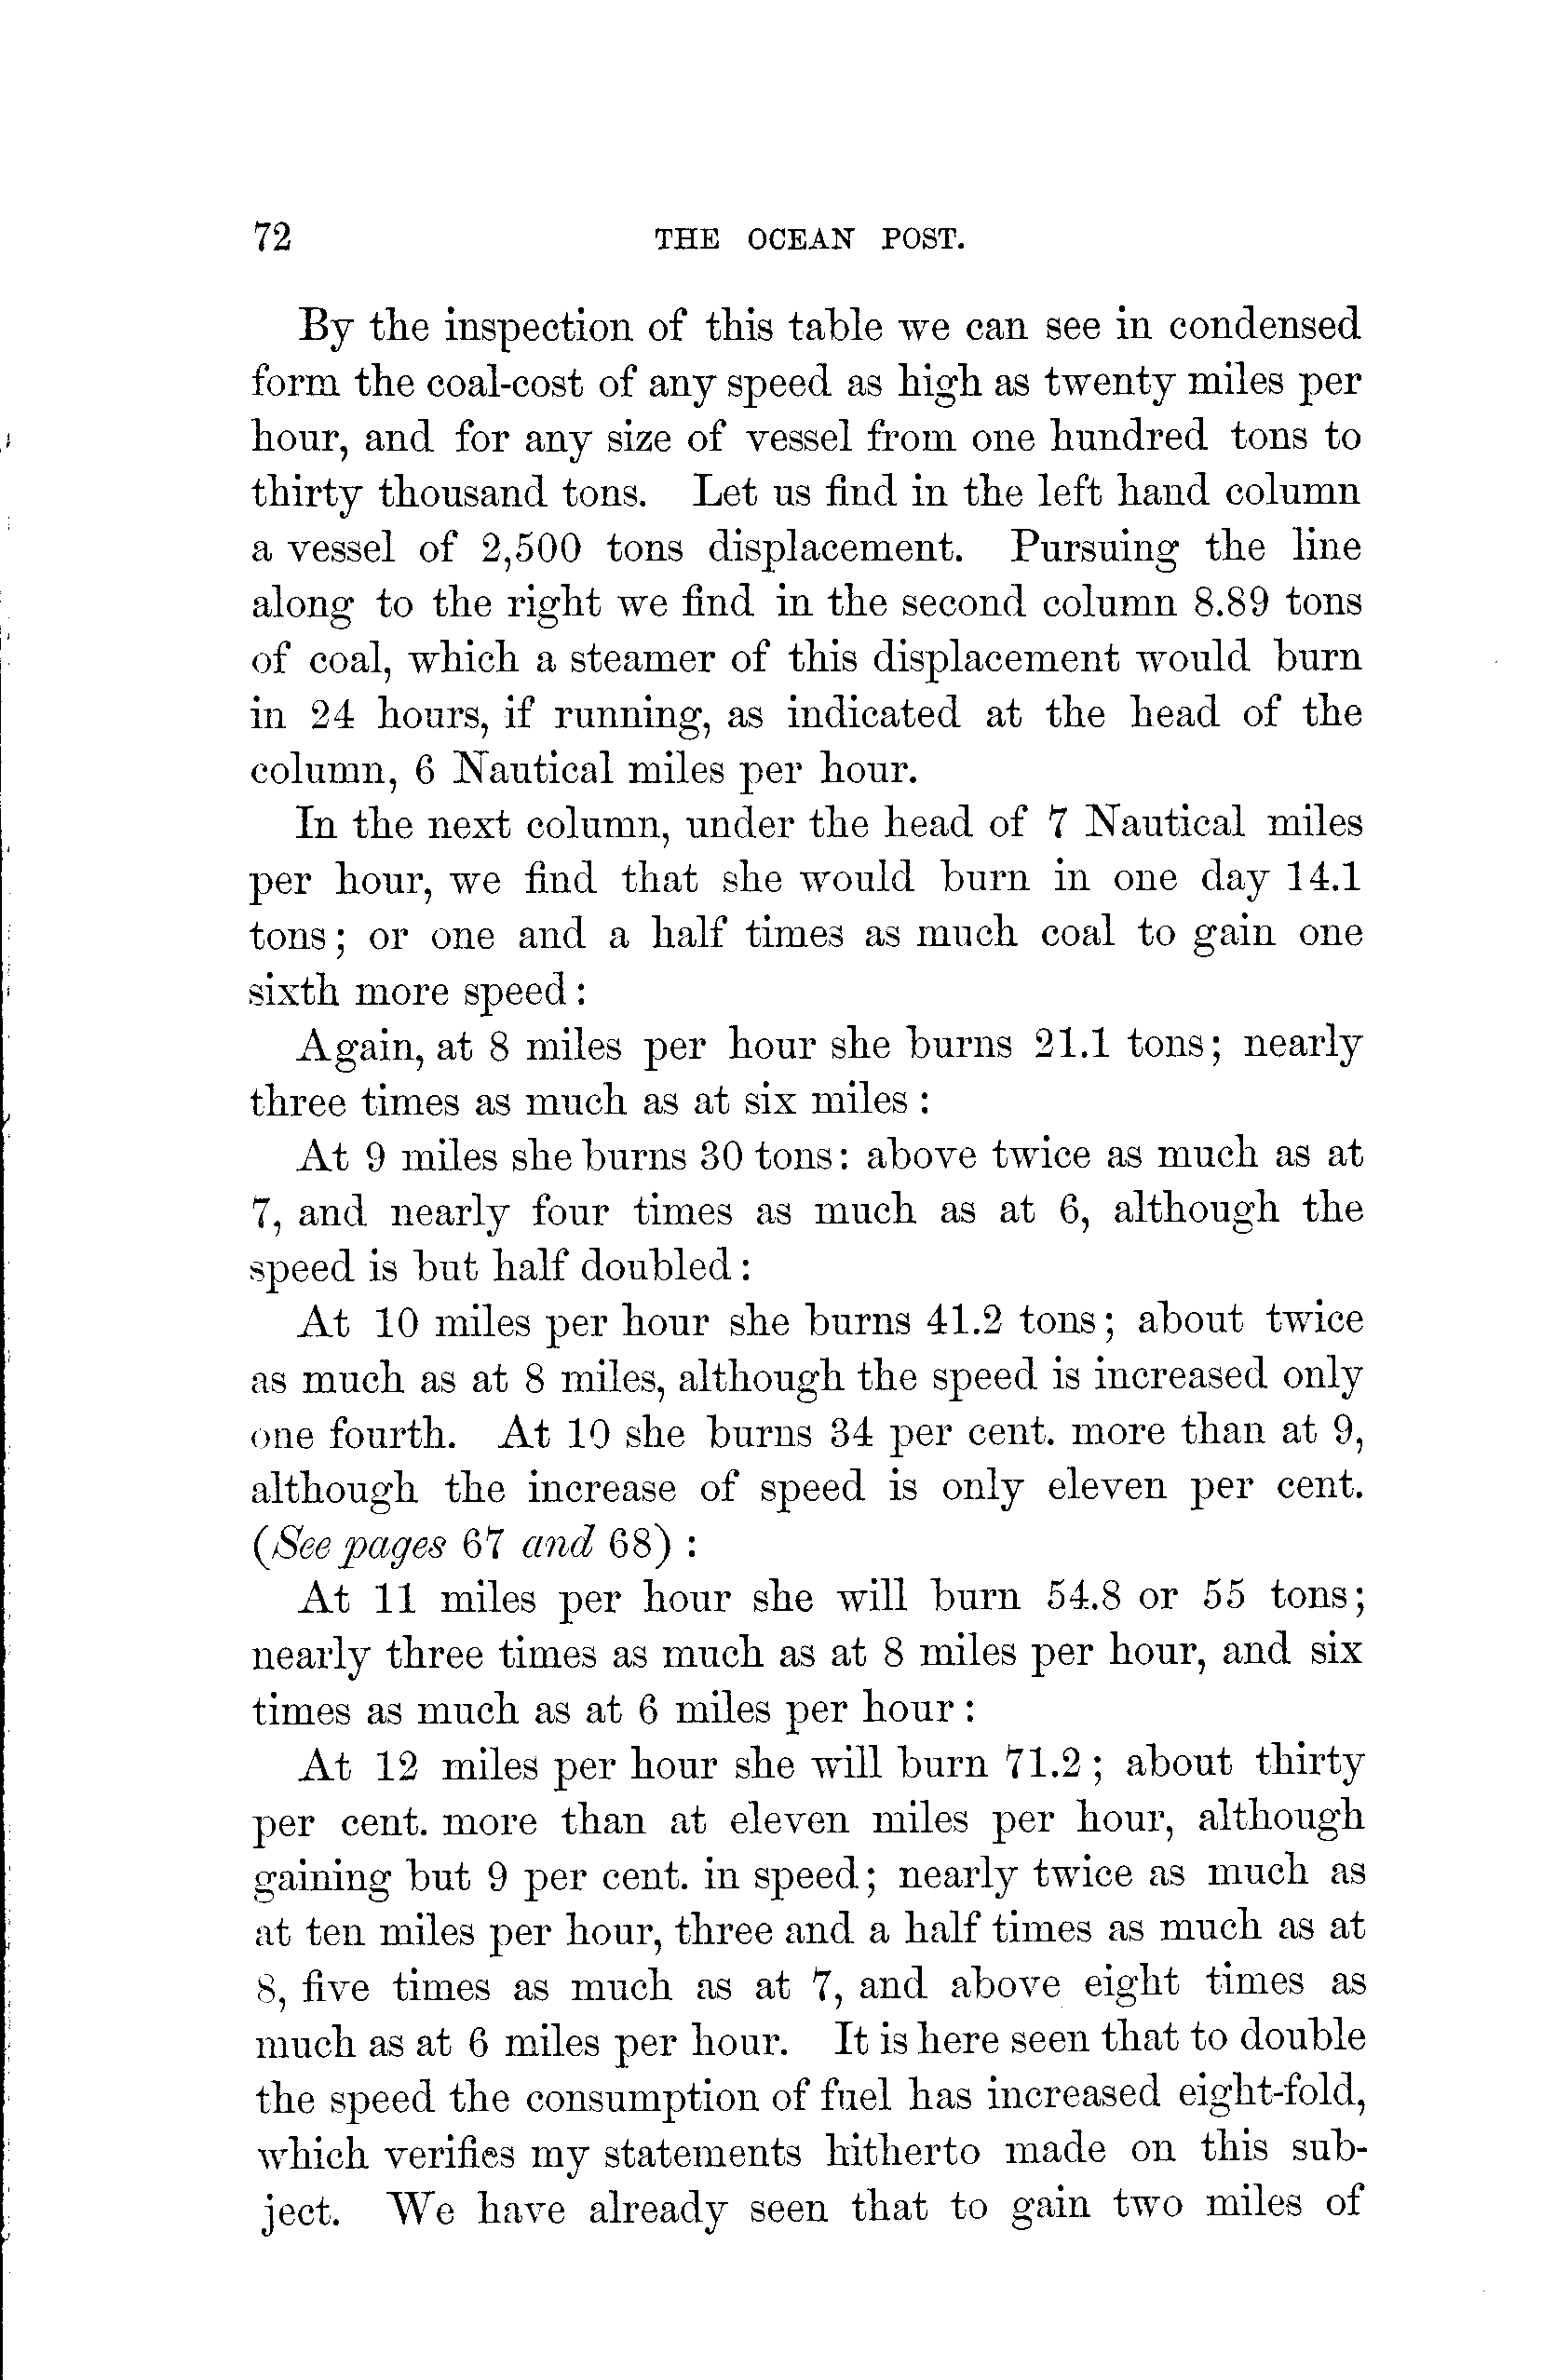 72 THE OCEAN POST.
By the inspection of this table we can see in condensed
form the coal-cost of any speed as high as twenty miles per
hour, and for any size of vessel from one hundred tons to
thirty thousand tons. Let us find in the left hand column
a vessel of 2,500 tons displacement. Pursuing the line
along to the right we find in the second column 8.89 tons
of coal, which a steamer of this displacement would burn
in 24 hours, if running, as indicated at the head of the
column, 6 Nautical miles per hour.
In the next column, under the head of 7 Nautical miles
per hour, we find that she would burn in one day 14.1
tons; or one and a half times as much coal to gain one
sixth more speed:
Again, at 8 miles per hour she burns 21.1 tons; nearly
three times as much as at six miles:
At 9 miles she burns 30 tons: above twice as much as at
7, and nearly four times as much as at 6, although the
speed is but half doubled:
At 10 miles per hour she burns 41.2 tons; about twice
as much as at 8 miles, although the speed is increased only
one fourth. At 10 she burns 34 per cent. more than at 9,
although the increase of speed is only eleven per cent.
(See pages 67 and 68):
At 11 miles per hour she will burn 54.8 or 55 tons;
nearly three times as much as at 8 miles per hour, and six
times as much as at 6 miles per hour:
At 12 miles per hour she will burn 71.2; about thirty
per cent. more than at eleven miles per hour, although
gaining but 9 per cent. in speed; nearly twice as much as
at ten miles per hour, three and a half times as much as at
8, five times as much as at 7, and above eight times as
much as at 6 miles per hour. It is here seen that to double
the speed the consumption of fuel has increased eight-fold,
which verifies my statements hitherto made on this sub-
ject. We have already seen that to gain two miles of